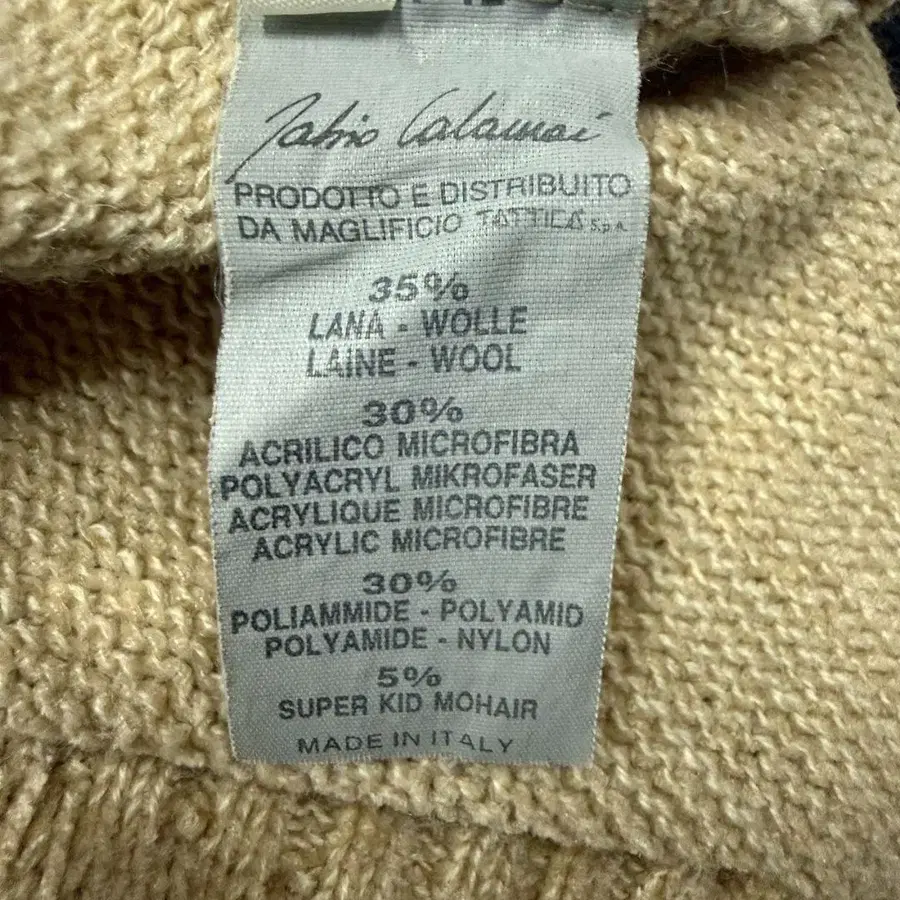 Fabio Calamai
PRODOTTO E DISTRIBUITO
DA MAGLIFICIO TATTICA S.p.A.
35%
LANA - WOLLE
LAINE - WOOL
30%
ACRILICO MICROFIBRA
POLYACRYL MIKROFASER
ACRYLIQUE MICROFIBRE
ACRYLIC MICROFIBRE
30%
POLIAMMIDE - POLYAMID
POLYAMIDE - NYLON
5%
SUPER KID MOHAIR
MADE IN ITALY